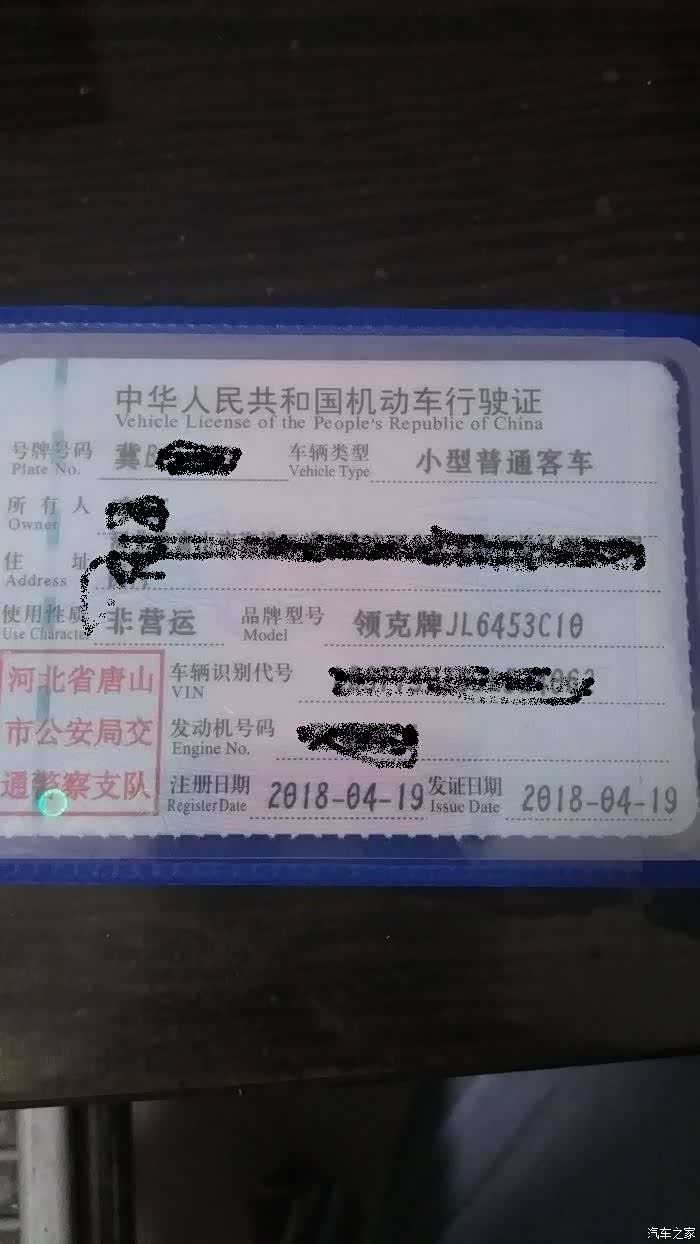 中华人民共和国机动车行驶证
Vehicle License of the People's Republic of China
号牌号码 冀B 车辆类型 小型普通客车
Plate No. Vehicle Type
所有人
Owner
住址
Address
使用性质 非营运 品牌型号 领克牌JL6453C10
Use Character Model
河北省唐山 车辆识别代号
VIN
市公安局交 发动机号码
Engine No.
通警察支队 注册日期 2018-04-19 发证日期 2018-04-19
Register Date Issue Date
汽车之家